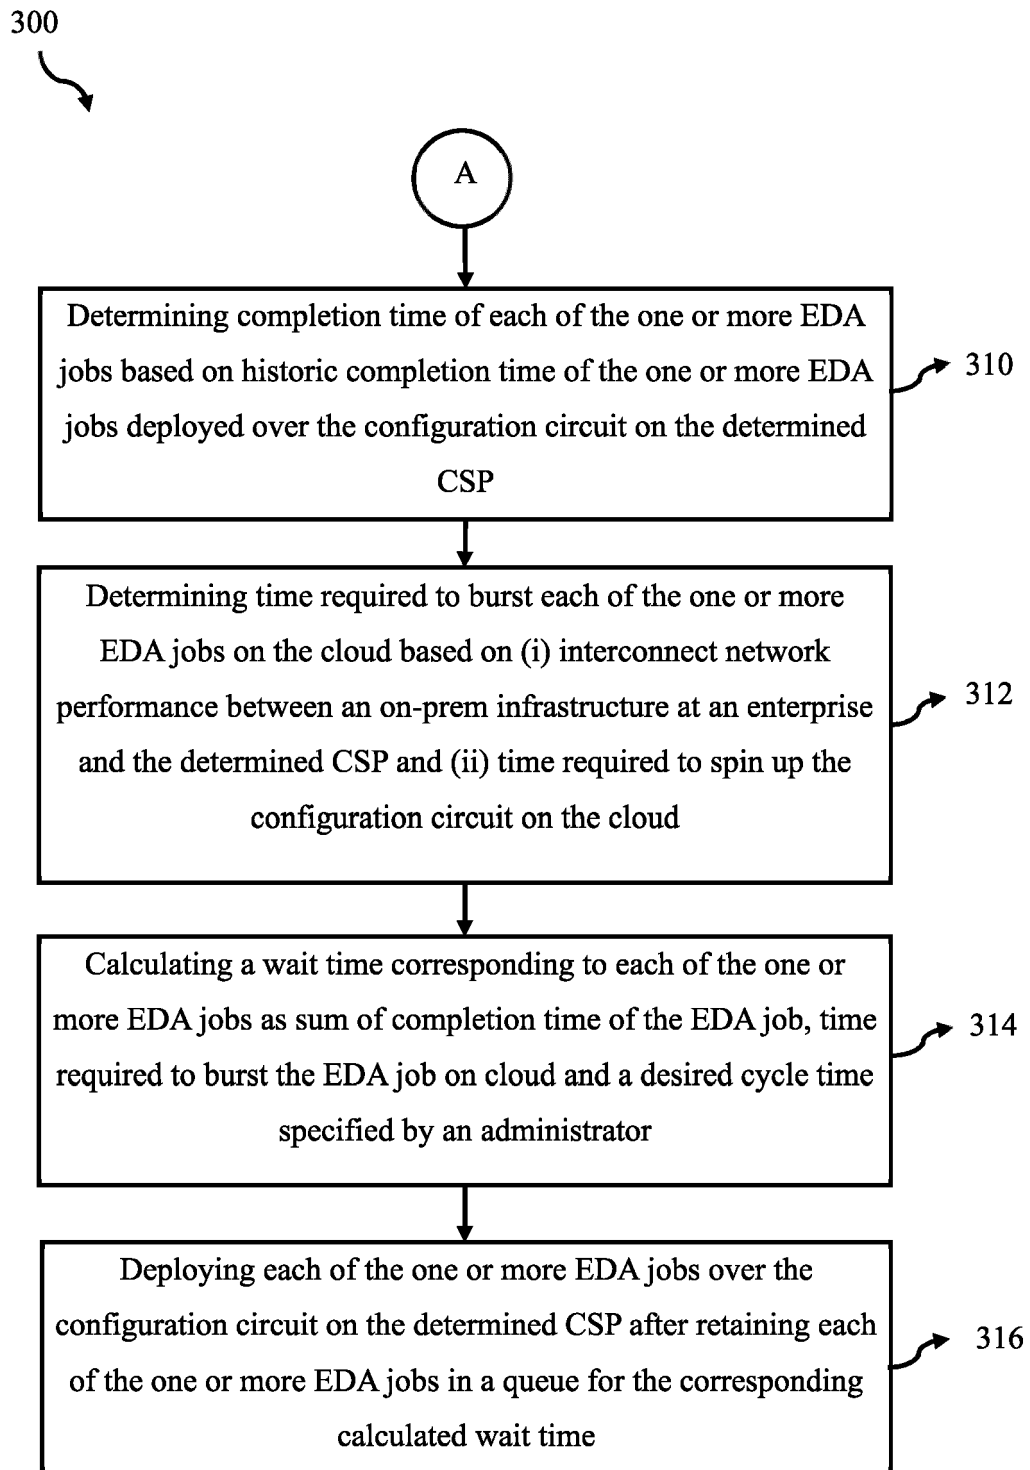 300
A
Determining completion time of each of the one or more EDA
jobs based on historic completion time of the one or more EDA
jobs deployed over the configuration circuit on the determined
CSP
310
Determining time required to burst each of the one or more
EDA jobs on the cloud based on (i) interconnect network
performance between an on-prem infrastructure at an enterprise
and the determined CSP and (ii) time required to spin up the
configuration circuit on the cloud
312
Calculating a wait time corresponding to each of the one or
more EDA jobs as sum of completion time of the EDA job, time
required to burst the EDA job on cloud and a desired cycle time
specified by an administrator
314
Deploying each of the one or more EDA jobs over the
configuration circuit on the determined CSP after retaining each
of the one or more EDA jobs in a queue for the corresponding
calculated wait time
316